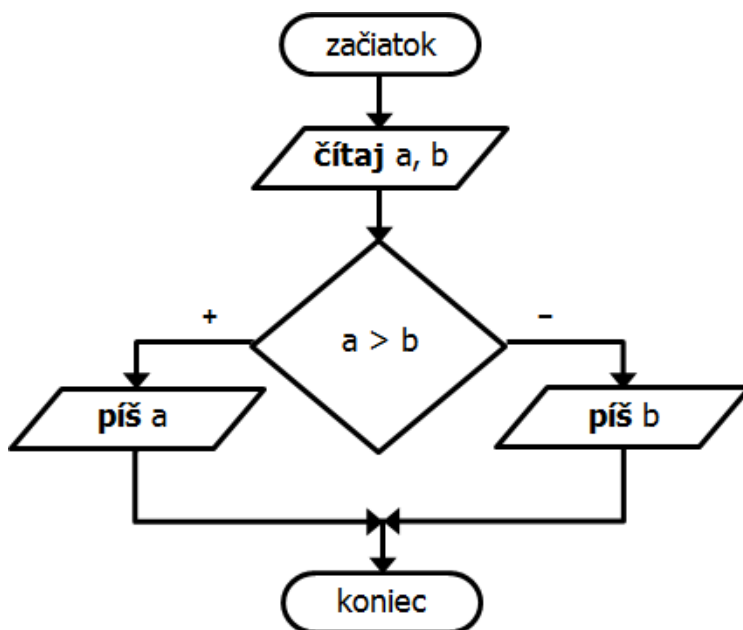 začiatok
čítaj a, b
a > b
+
–
píš a
píš b
koniec